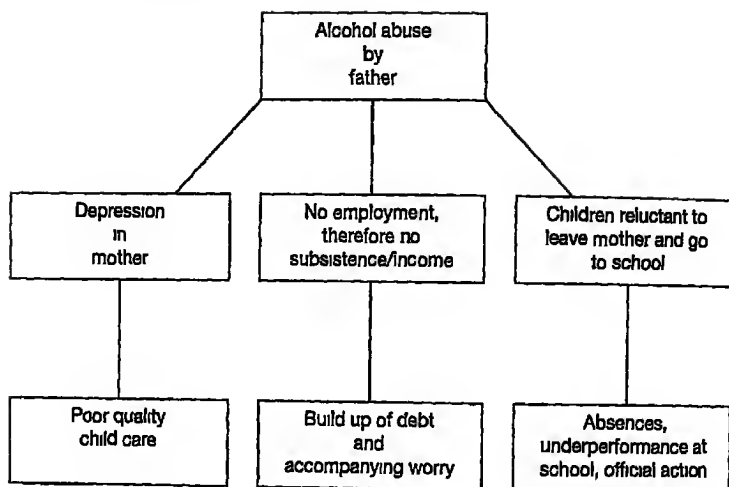 Alcohol abuse
by
father
Depression
in
mother
No employment,
therefore no
subsistence/income
Children reluctant to
leave mother and go
to school
Poor quality
child care
Build up of debt
and
accompanying worry
Absences,
underperformance at
school, official action